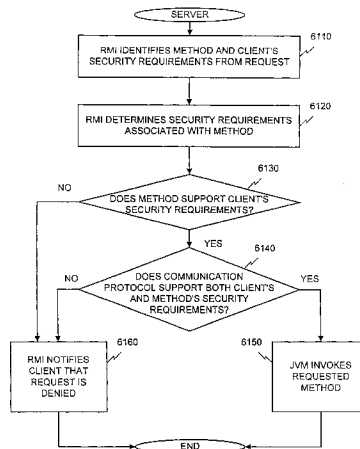 SERVER
6110
RMI IDENTIFIES METHOD AND CLIENT'S
SECURITY REQUIREMENTS FROM REQUEST
6120
RMI DETERMINES SECURITY REQUIREMENTS
ASSOCIATED WITH METHOD
6130
NO
DOES METHOD SUPPORT CLIENT'S
SECURITY REQUIREMENTS?
YES
6140
NO
DOES COMMUNICATION
PROTOCOL SUPPORT BOTH CLIENT'S
AND METHOD'S SECURITY
REQUIREMENTS?
YES
6160
RMI NOTIFIES
CLIENT THAT
REQUEST IS
DENIED
6150
JVM INVOKES
REQUESTED
METHOD
END